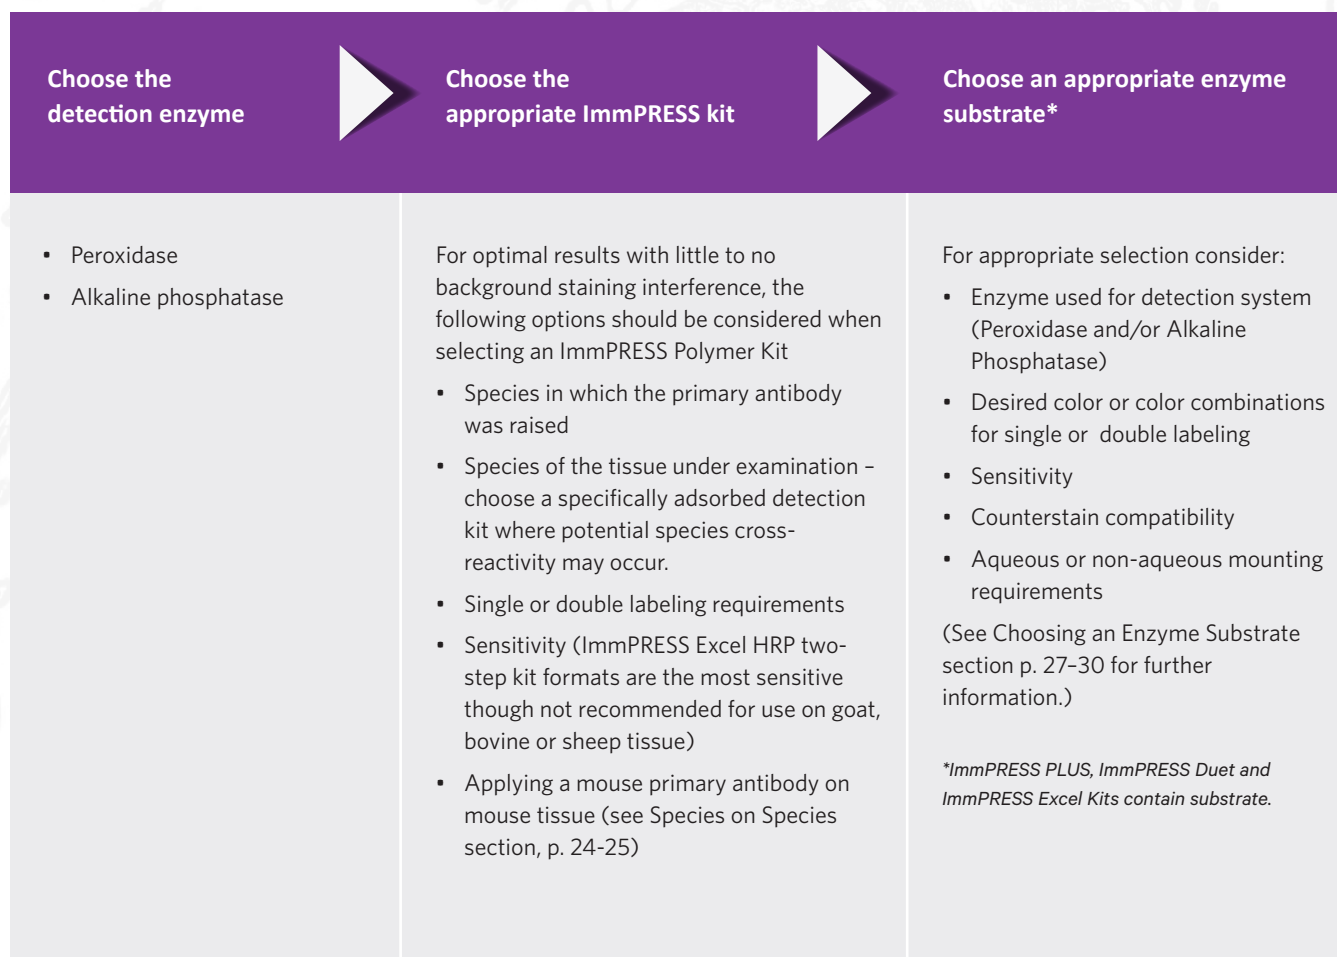 Choose the
detection enzyme
Choose the
appropriate ImmPRESS kit
Choose an appropriate enzyme
substrate*
• Peroxidase
• Alkaline phosphatase
For optimal results with little to no
background staining interference, the
following options should be considered when
selecting an ImmPRESS Polymer Kit
• Species in which the primary antibody
was raised
• Species of the tissue under examination –
choose a specifically adsorbed detection
kit where potential species cross-
reactivity may occur.
• Single or double labeling requirements
• Sensitivity (ImmPRESS Excel HRP two-
step kit formats are the most sensitive
though not recommended for use on goat,
bovine or sheep tissue)
• Applying a mouse primary antibody on
mouse tissue (see Species on Species
section, p. 24-25)
For appropriate selection consider:
• Enzyme used for detection system
(Peroxidase and/or Alkaline
Phosphatase)
• Desired color or color combinations
for single or double labeling
• Sensitivity
• Counterstain compatibility
• Aqueous or non-aqueous mounting
requirements
(See Choosing an Enzyme Substrate
section p. 27–30 for further
information.)
*ImmPRESS PLUS, ImmPRESS Duet and
ImmPRESS Excel Kits contain substrate.